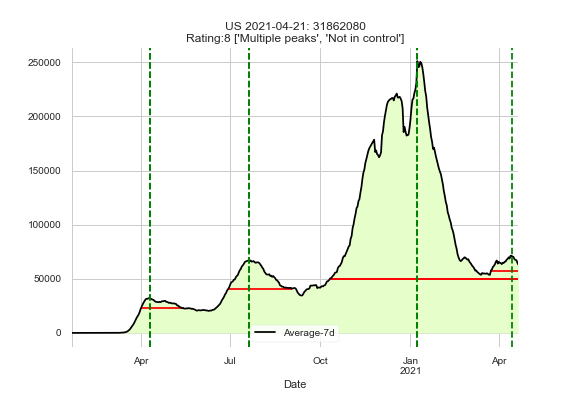 US 2021-04-21: 31862080
Rating:8 ['Multiple peaks', 'Not in control']
250000
200000
150000
100000
50000
0
Average-7d
Apr
Jul
Oct
Jan
2021
Apr
Date